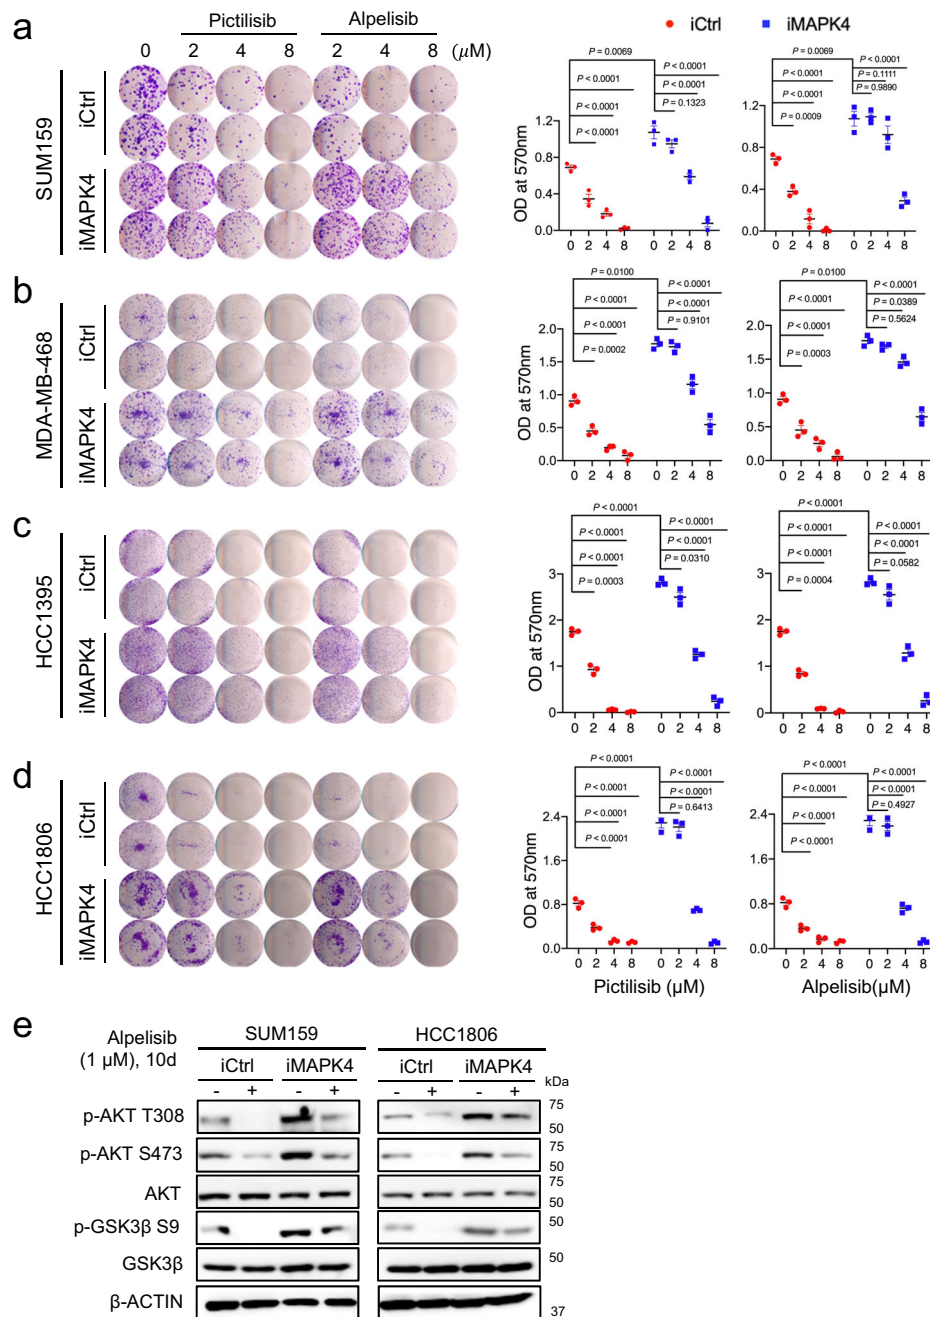 a
Pictilisib
Alpelisib
0 2 4 8 2 4 8 (μM)
SUM159
iCtrl
iMAPK4
iCtrl
iMAPK4
P = 0.0069
P < 0.0001
P < 0.0001
P < 0.0001
P < 0.0001
P < 0.0001
P = 0.1323
OD at 570nm
1.2
0.8
0.4
0.0
0 2 4 8 0 2 4 8
P = 0.0069
P < 0.0001
P < 0.0001
P = 0.0009
P < 0.0001
P = 0.1111
P = 0.9890
1.2
0.8
0.4
0.0
0 2 4 8 0 2 4 8
b
MDA-MB-468
iCtrl
iMAPK4
P = 0.0100
P < 0.0001
P < 0.0001
P = 0.0002
P < 0.0001
P < 0.0001
P = 0.9101
OD at 570nm
2.0
1.5
1.0
0.5
0.0
0 2 4 8 0 2 4 8
P = 0.0100
P < 0.0001
P < 0.0001
P = 0.0003
P < 0.0001
P = 0.0389
P = 0.5624
2.0
1.5
1.0
0.5
0.0
0 2 4 8 0 2 4 8
c
HCC1395
iCtrl
iMAPK4
P < 0.0001
P < 0.0001
P < 0.0001
P = 0.0003
P < 0.0001
P < 0.0001
P = 0.0310
OD at 570nm
3
2
1
0
0 2 4 8 0 2 4 8
P < 0.0001
P < 0.0001
P < 0.0001
P = 0.0004
P < 0.0001
P < 0.0001
P = 0.0582
3
2
1
0
0 2 4 8 0 2 4 8
d
HCC1806
iCtrl
iMAPK4
P < 0.0001
P < 0.0001
P < 0.0001
P < 0.0001
P < 0.0001
P < 0.0001
P = 0.6413
OD at 570nm
2.4
1.6
0.8
0.0
0 2 4 8 0 2 4 8
Pictilisib (μM)
P < 0.0001
P < 0.0001
P < 0.0001
P < 0.0001
P < 0.0001
P < 0.0001
P = 0.4927
2.4
1.6
0.8
0.0
0 2 4 8 0 2 4 8
Alpelisib(μM)
e
Alpelisib
(1 μM), 10d
SUM159
HCC1806
iCtrl iMAPK4 iCtrl iMAPK4
- + - + - + - +
kDa
p-AKT T308
75
50
p-AKT S473
75
50
AKT
75
50
p-GSK3β S9
50
GSK3β
50
β-ACTIN
37